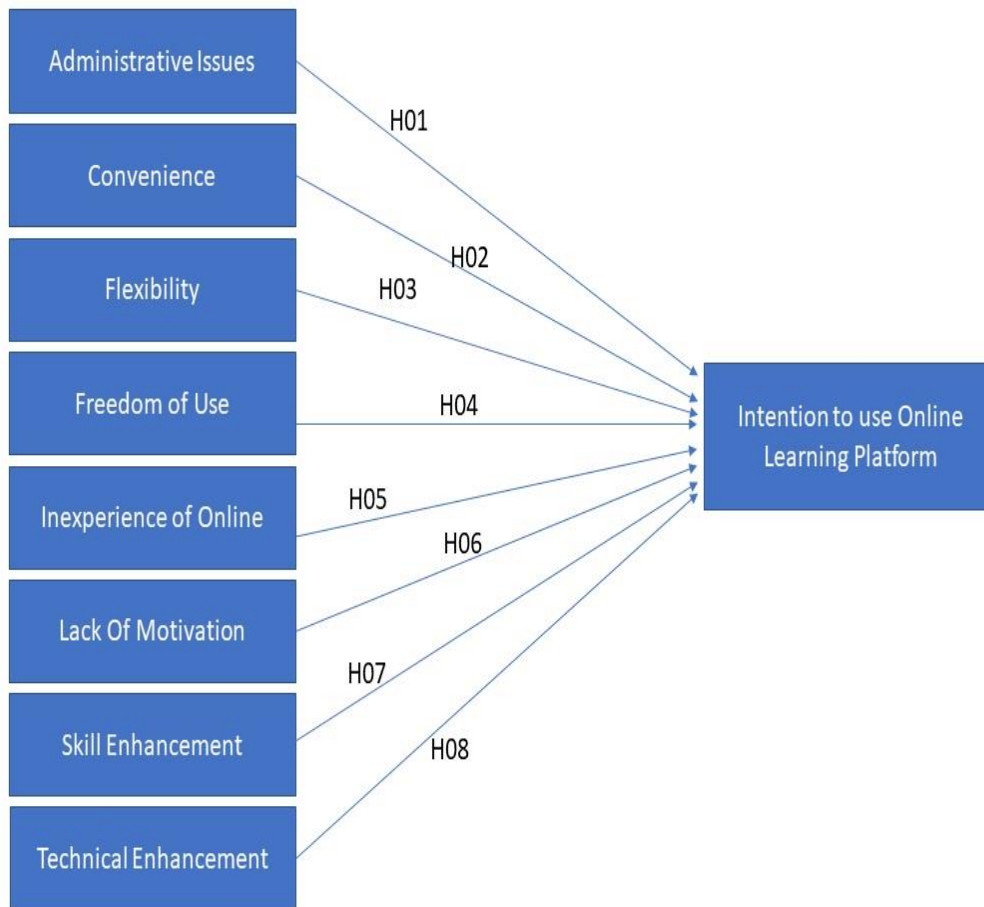 Administrative Issues
H01
Convenience
H02
Flexibility
H03
Freedom of Use
H04
Intention to use Online
Learning Platform
Inexperience of Online
H05
H06
Lack Of Motivation
H07
Skill Enhancement
H08
Technical Enhancement